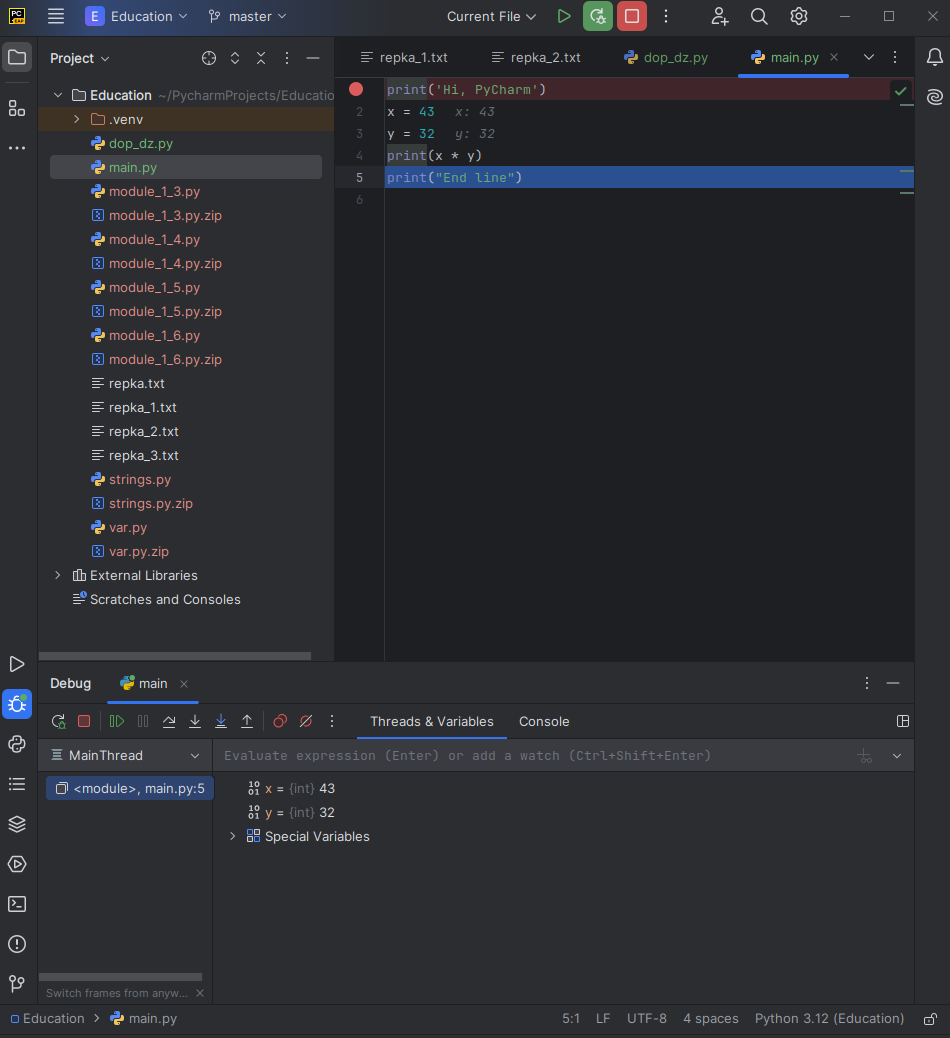 PC
EAP
E Education master Current File
Project
repka_1.txt repka_2.txt dop_dz.py main.py
Education ~/PycharmProjects/Educatio
.venv
dop_dz.py
main.py
module_1_3.py
module_1_3.py.zip
module_1_4.py
module_1_4.py.zip
module_1_5.py
module_1_5.py.zip
module_1_6.py
module_1_6.py.zip
repka.txt
repka_1.txt
repka_2.txt
repka_3.txt
strings.py
strings.py.zip
var.py
var.py.zip
External Libraries
Scratches and Consoles
print('Hi, PyCharm')
2 x = 43 x: 43
3 y = 32 y: 32
4 print(x * y)
5 print("End line")
6
Debug main
Threads & Variables Console
MainThread
Evaluate expression (Enter) or add a watch (Ctrl+Shift+Enter)
<module>, main.py:5
x = {int} 43
y = {int} 32
Special Variables
Switch frames from anyw...
Education > main.py 5:1 LF UTF-8 4 spaces Python 3.12 (Education)